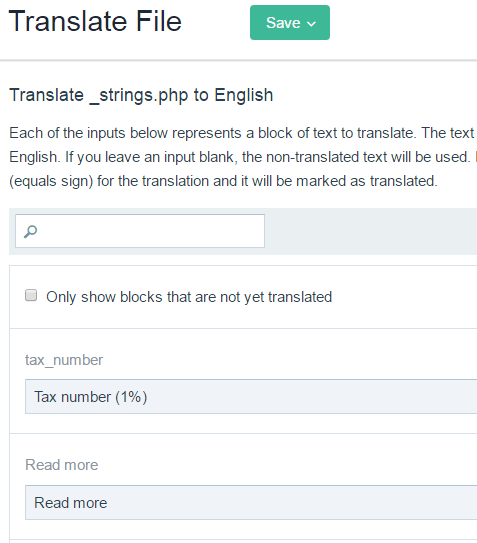 Translate File
Save
Translate _strings.php to English
Each of the inputs below represents a block of text to translate. The text
English. If you leave an input blank, the non-translated text will be used.
(equals sign) for the translation and it will be marked as translated.
Only show blocks that are not yet translated
tax_number
Tax number (1%)
Read more
Read more